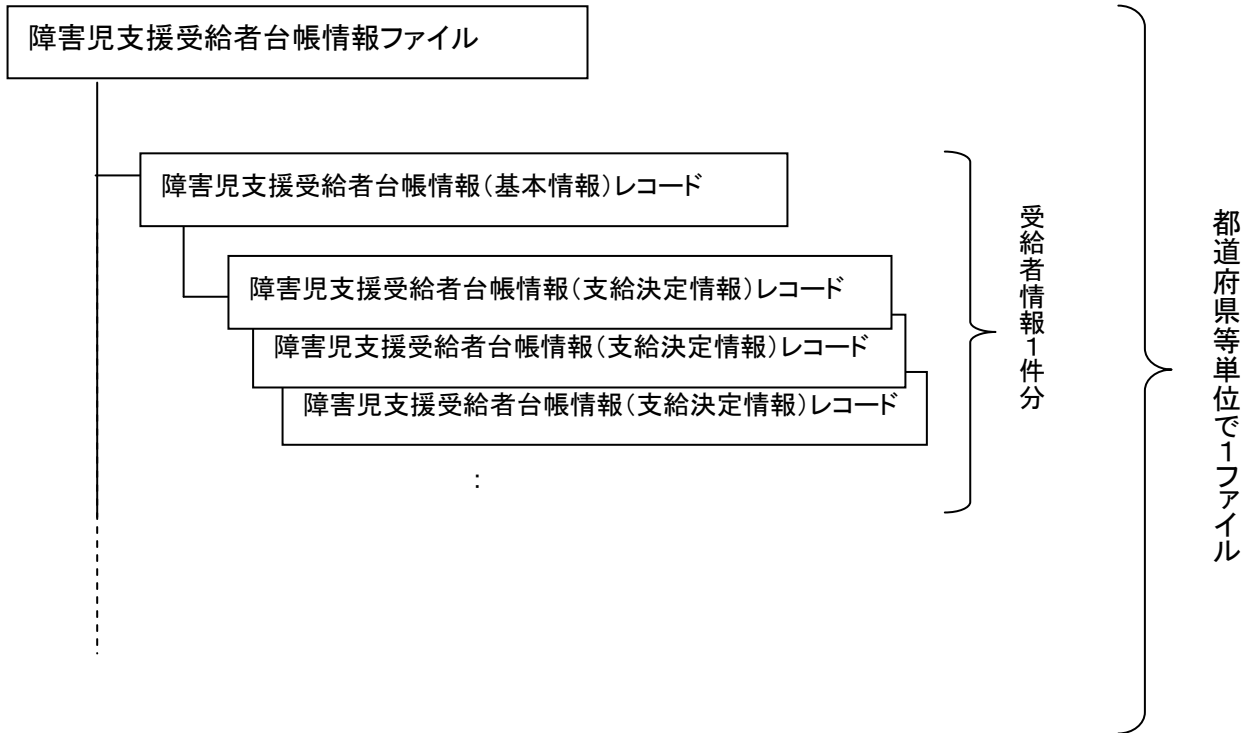 障害児支援受給者台帳情報ファイル
障害児支援受給者台帳情報(基本情報)レコード
障害児支援受給者台帳情報(支給決定情報)レコード
障害児支援受給者台帳情報(支給決定情報)レコード
障害児支援受給者台帳情報(支給決定情報)レコード
:
受給者情報1件分
都道府県等単位で1ファイル